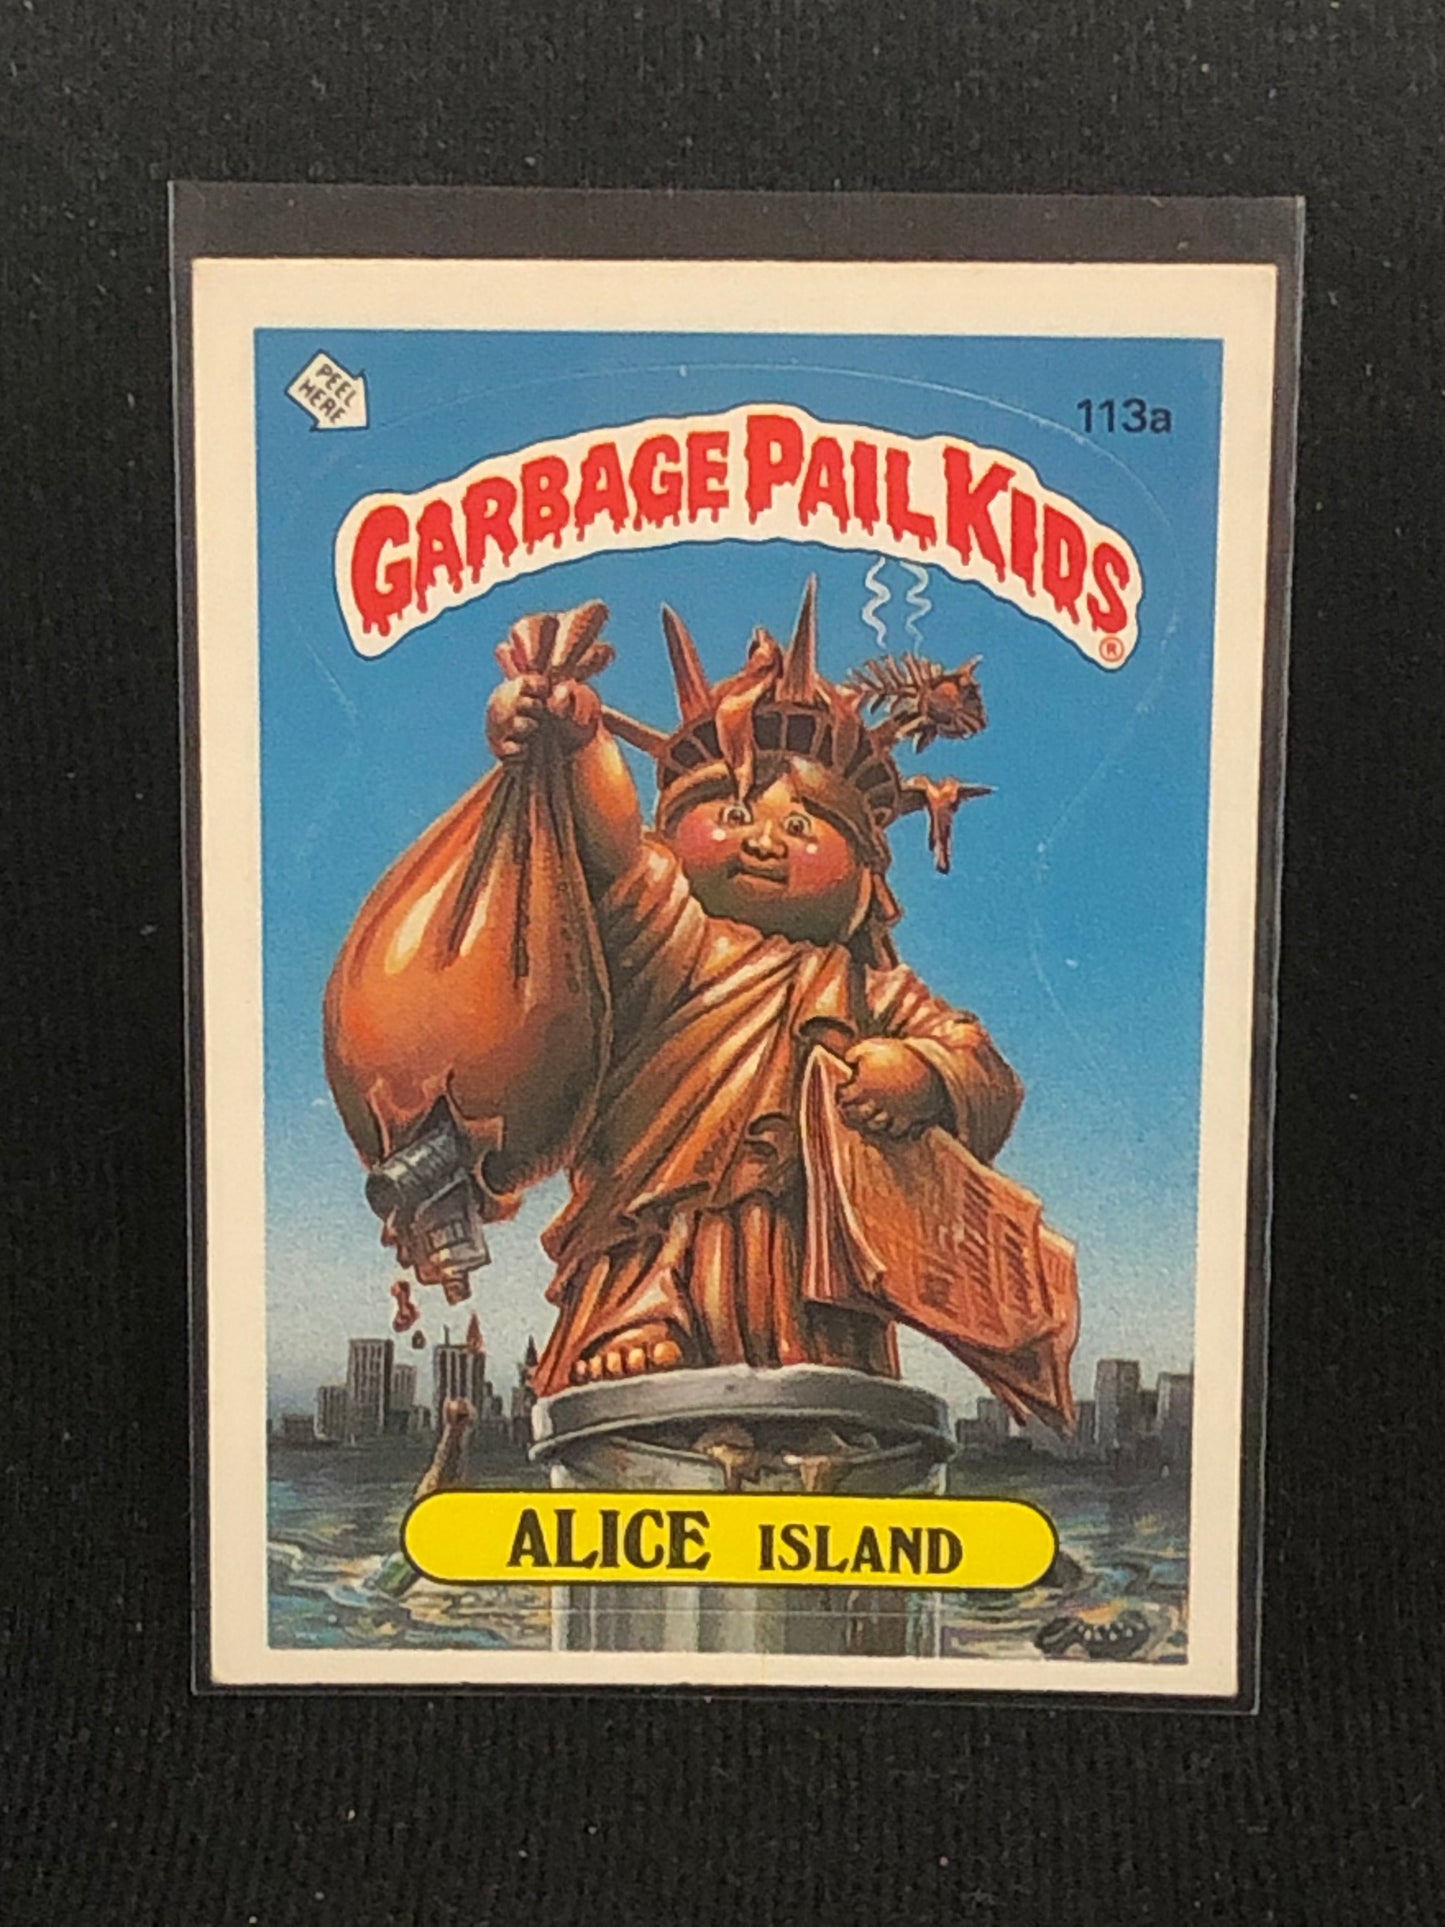 PEEL
HERE
113a
GARBAGE PAIL KIDS
®
ALICE ISLAND